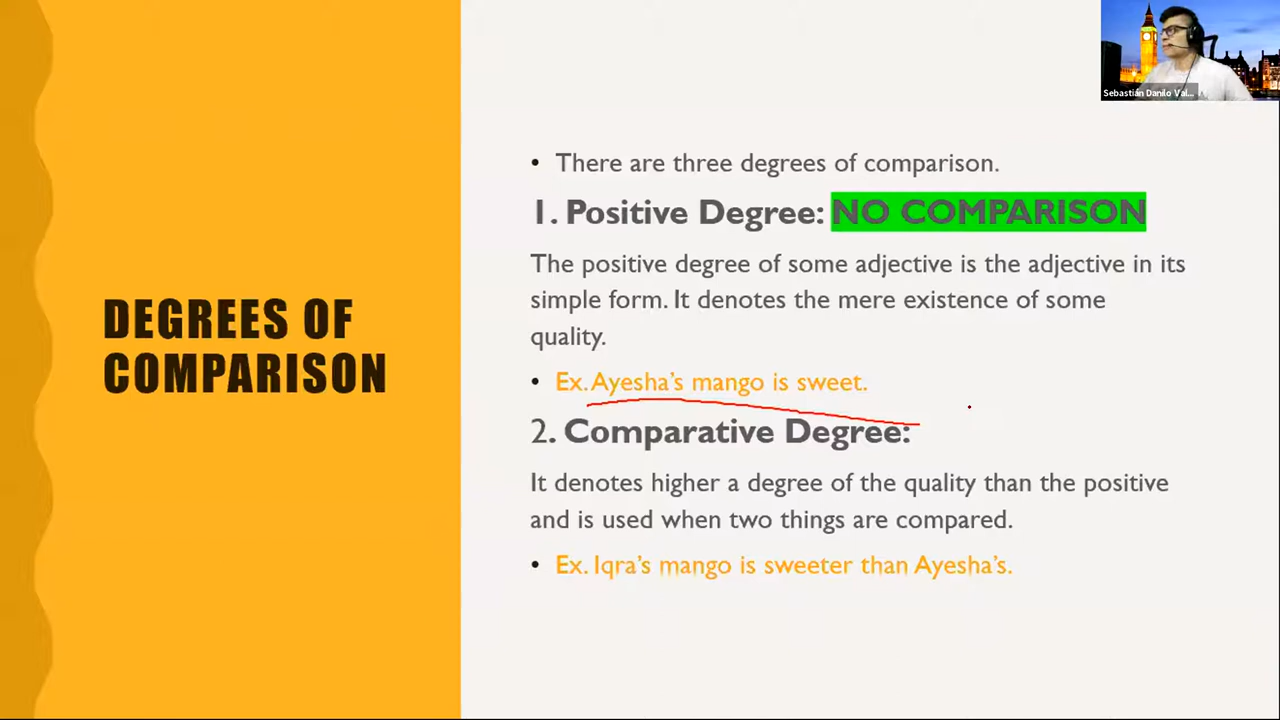 Sebastián Danilo Val...
DEGREES OF
COMPARISON
• There are three degrees of comparison.
1. Positive Degree: NO COMPARISON
The positive degree of some adjective is the adjective in its
simple form. It denotes the mere existence of some
quality.
• Ex. Ayesha's mango is sweet.
2. Comparative Degree:
It denotes higher a degree of the quality than the positive
and is used when two things are compared.
• Ex. Iqra's mango is sweeter than Ayesha's.